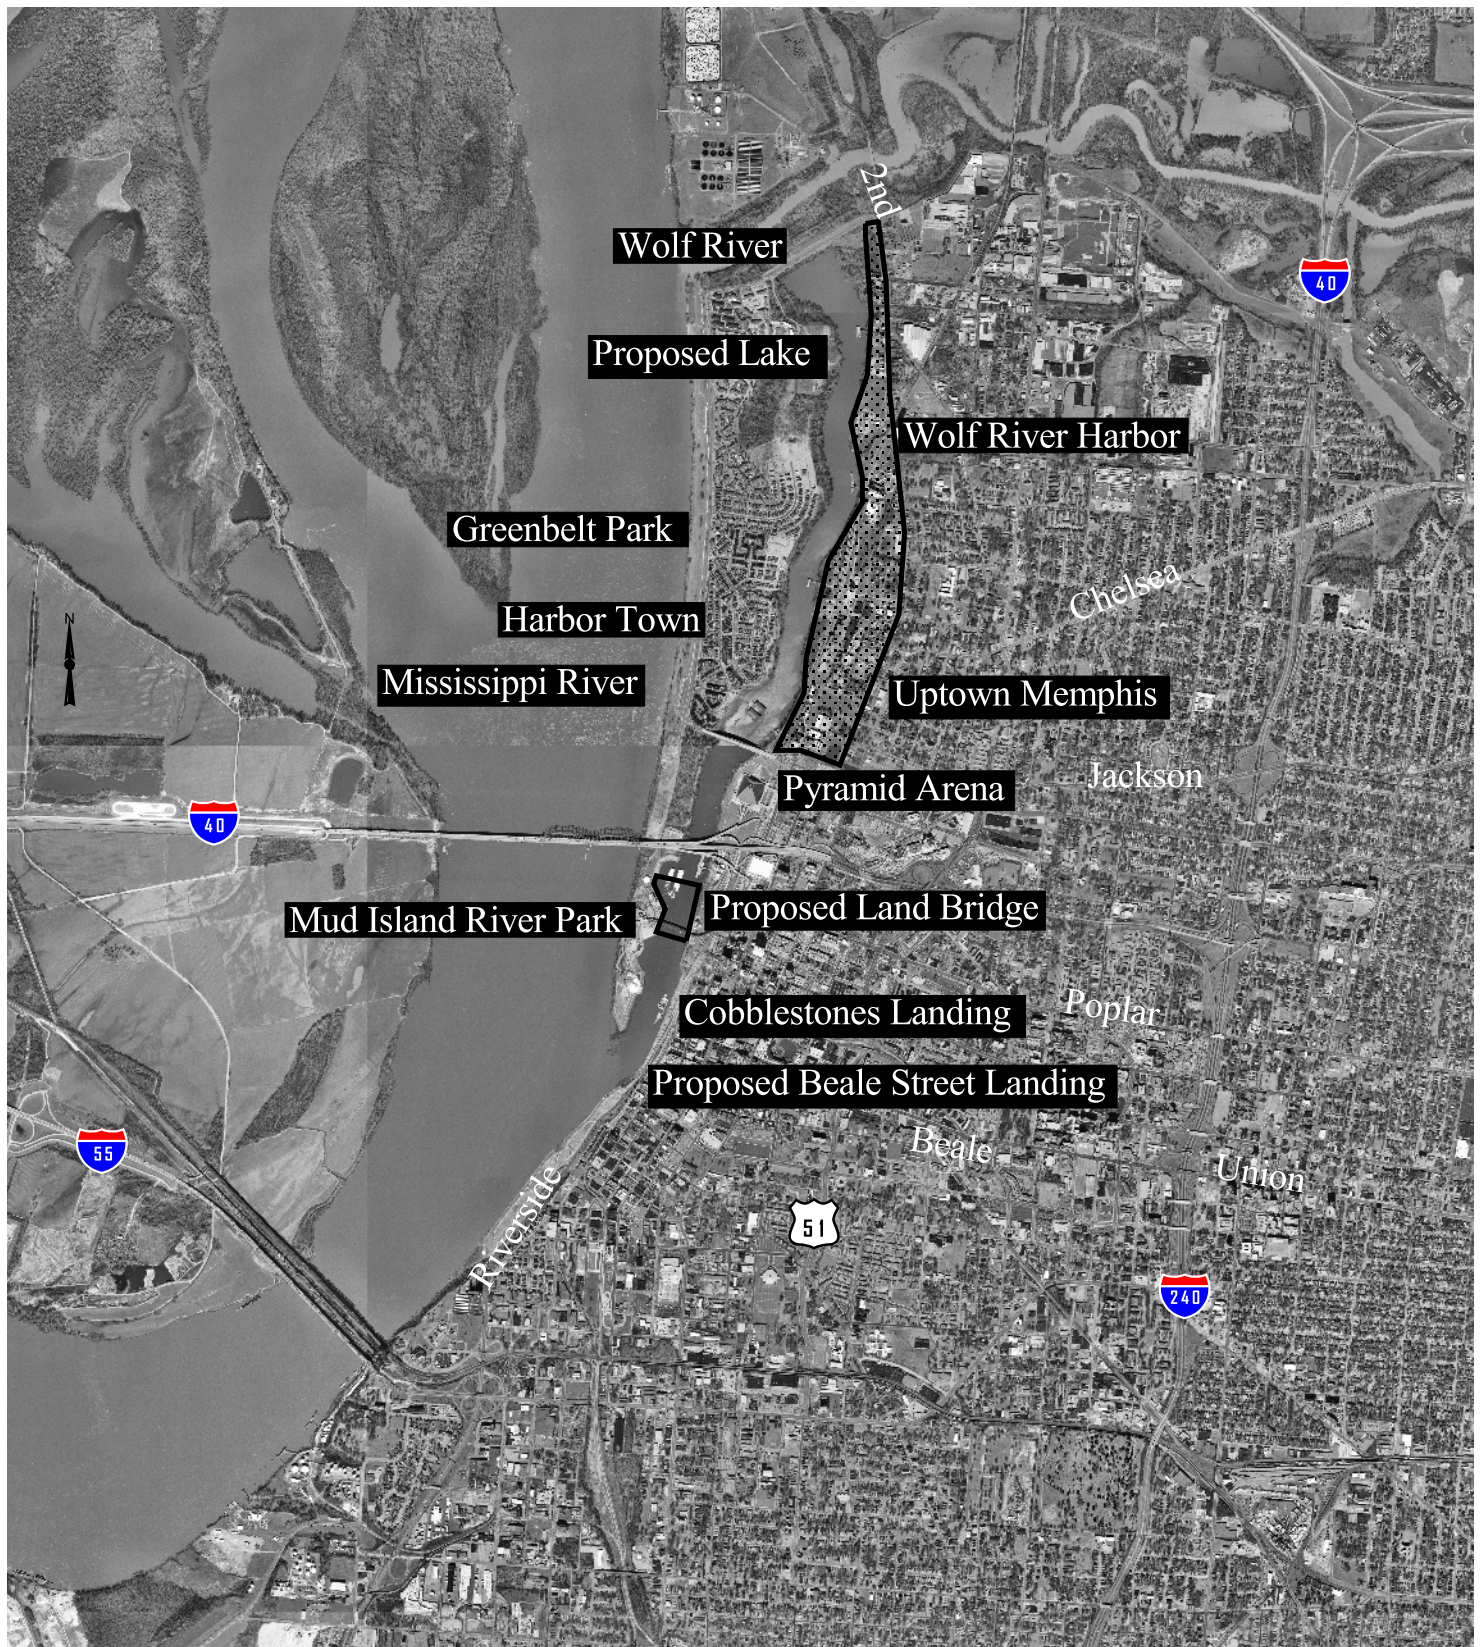 2nd
Wolf River
40
Proposed Lake
Wolf River Harbor
Greenbelt Park
Chelsea
Harbor Town
N
Mississippi River
Uptown Memphis
Jackson
Pyramid Arena
40
Proposed Land Bridge
Mud Island River Park
Cobblestones Landing
Poplar
Proposed Beale Street Landing
55
Beale
Union
Riverside
51
240